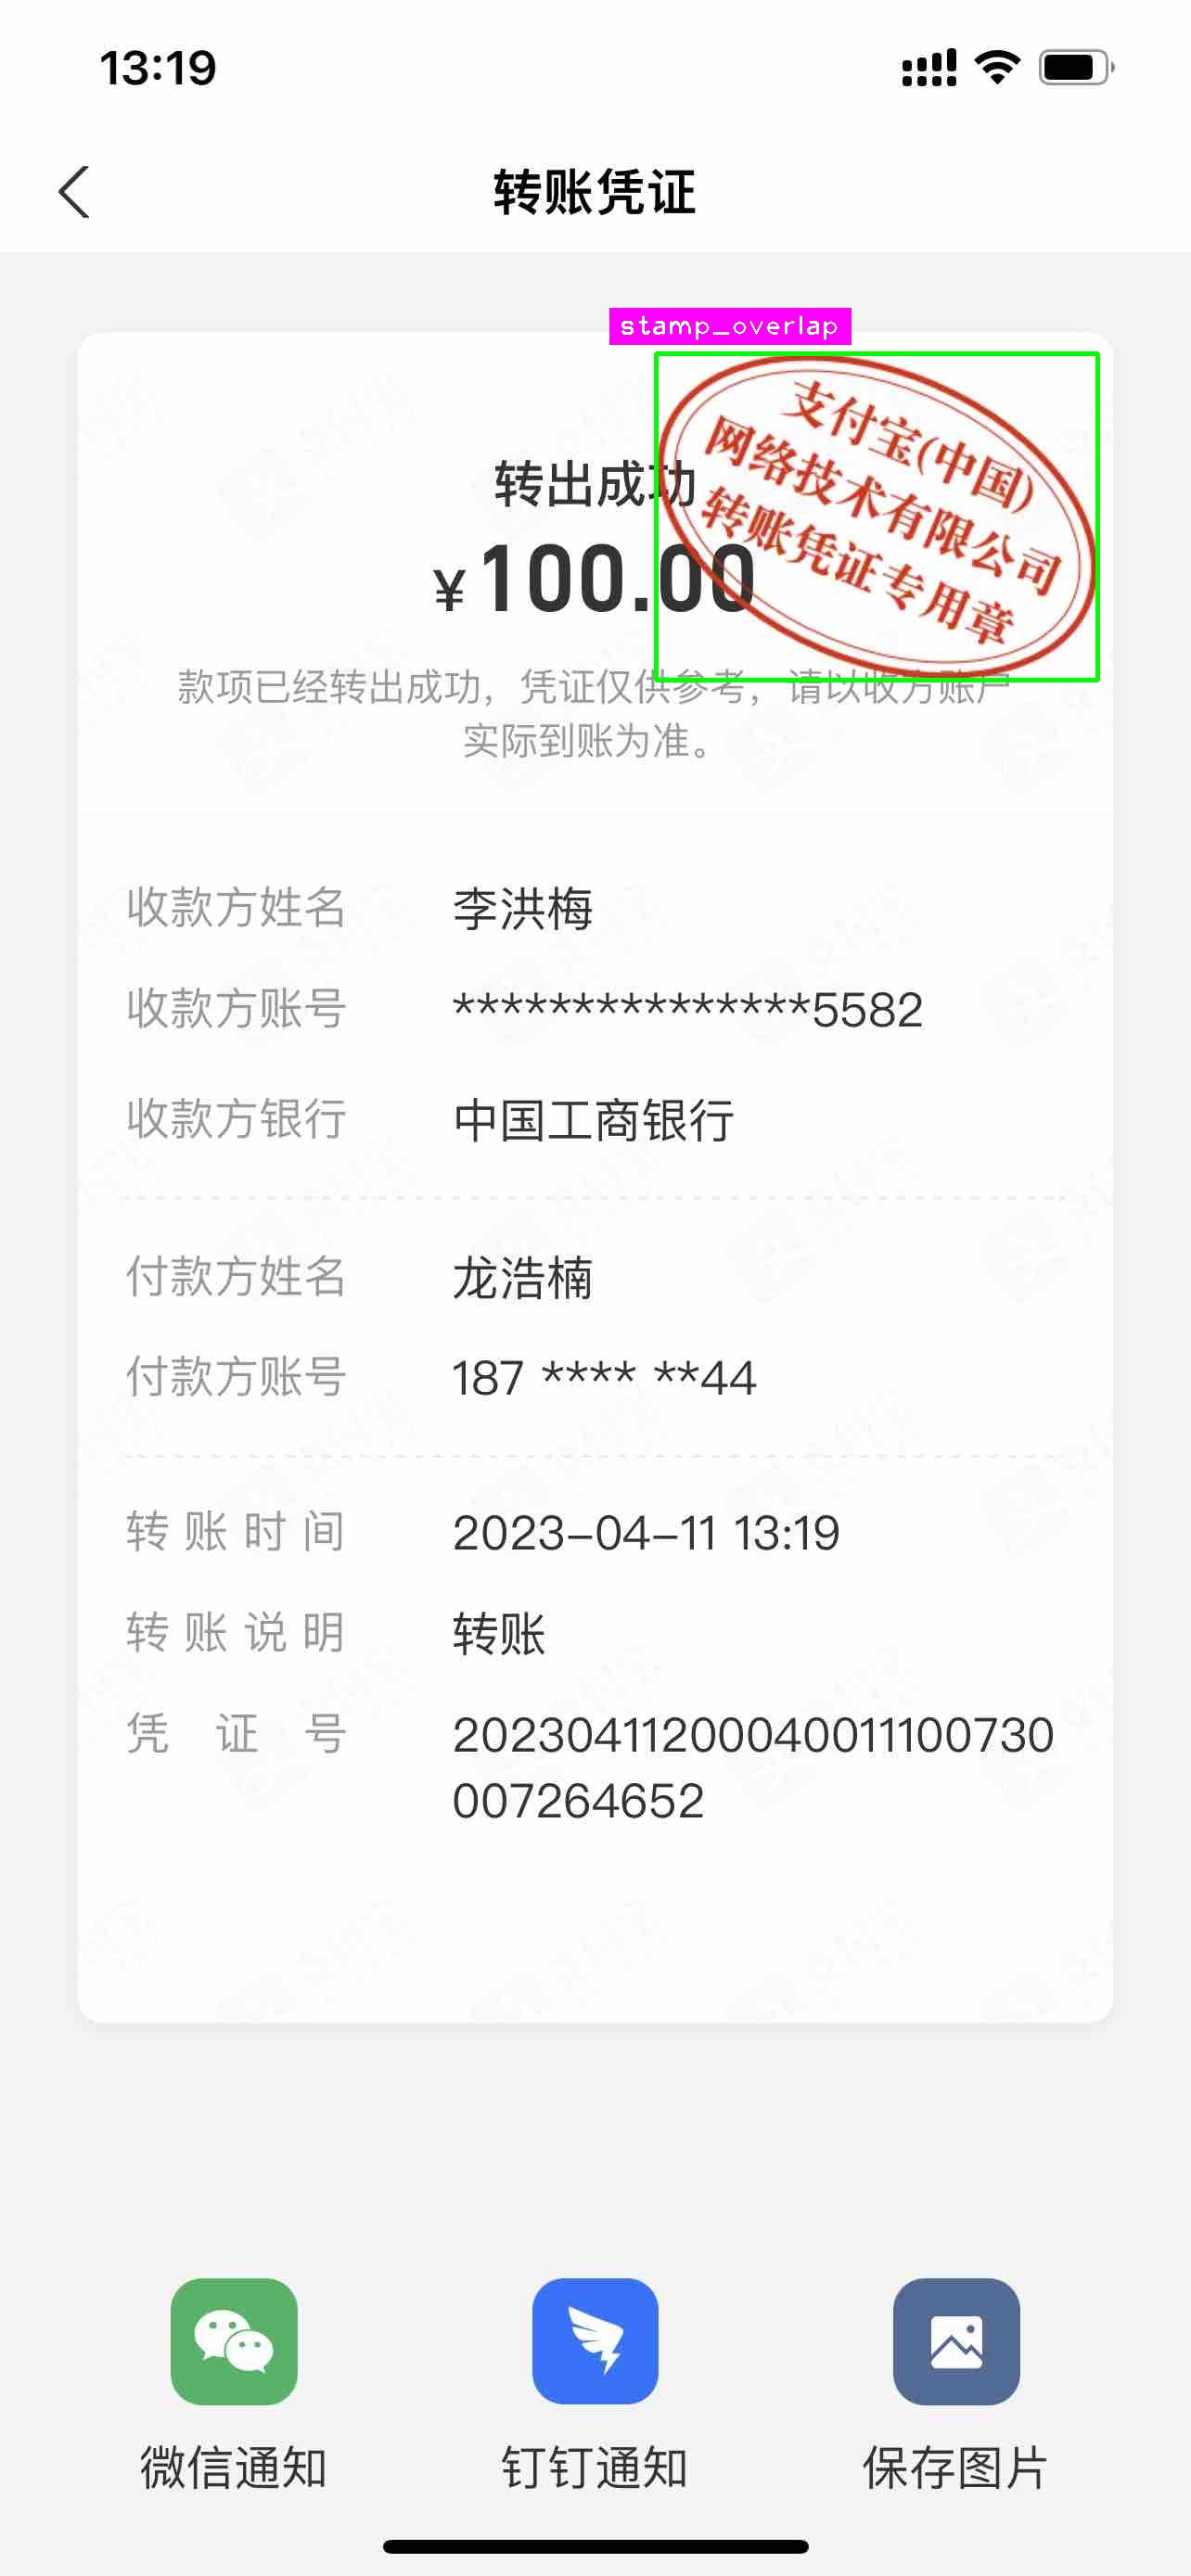 13:19
转账凭证
stamp_overlap
支付宝(中国)
网络技术有限公司
转账凭证专用章
转出成功
¥100.00
款项已经转出成功，凭证仅供参考，请以收方账户
实际到账为准。
收款方姓名 李洪梅
收款方账号 ***************5582
收款方银行 中国工商银行
付款方姓名 龙浩楠
付款方账号 187 **** **44
转账时间 2023-04-11 13:19
转账说明 转账
凭证号 20230411200040011100730
007264652
微信通知 钉钉通知 保存图片